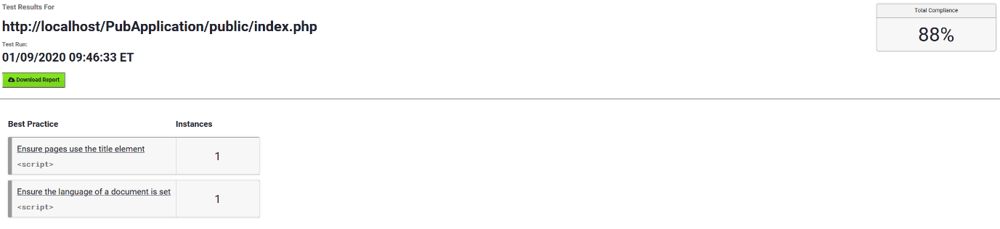 Test Results For
Total Compliance
http://localhost/PubApplication/public/index.php
88%
Test Run:
01/09/2020 09:46:33 ET
Download Report
Best Practice Instances
Ensure pages use the title element
1
<script>
Ensure the language of a document is set
1
<script>